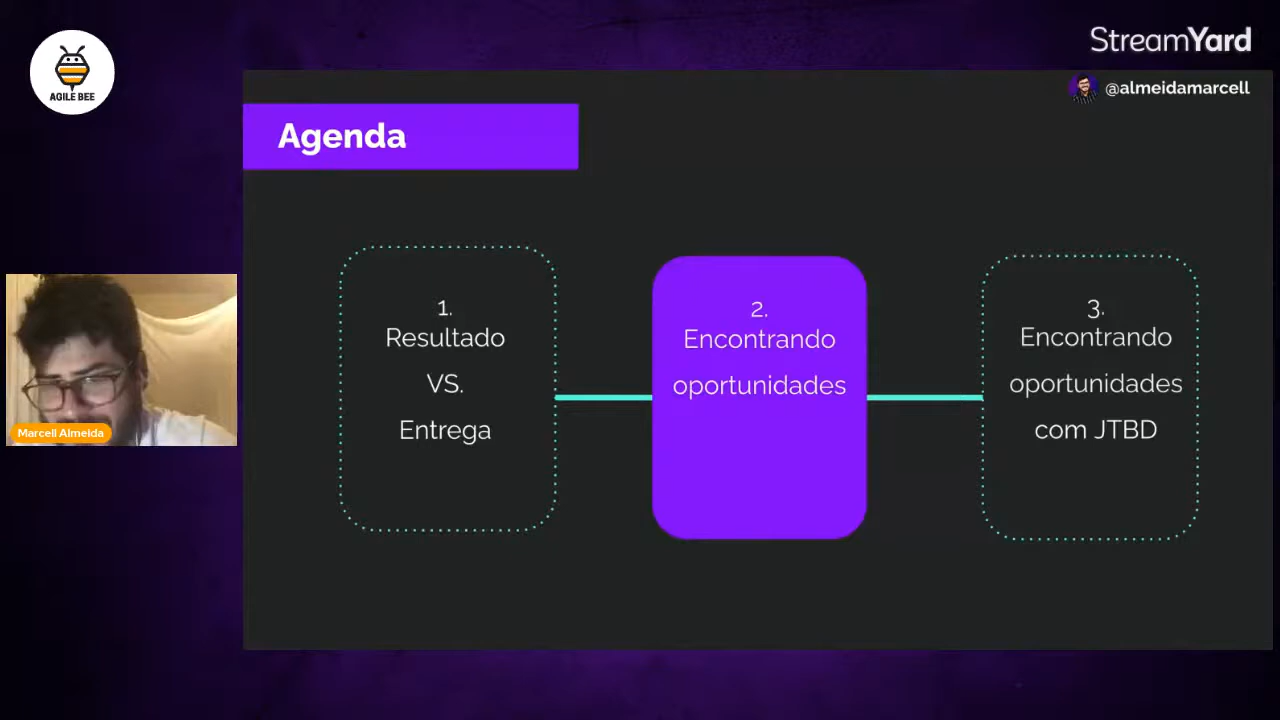 AGILE BEE
StreamYard
@almeidamarcell
Agenda
1.
Resultado
VS.
Entrega
2.
Encontrando
oportunidades
3.
Encontrando
oportunidades
com JTBD
Marcell Almeida